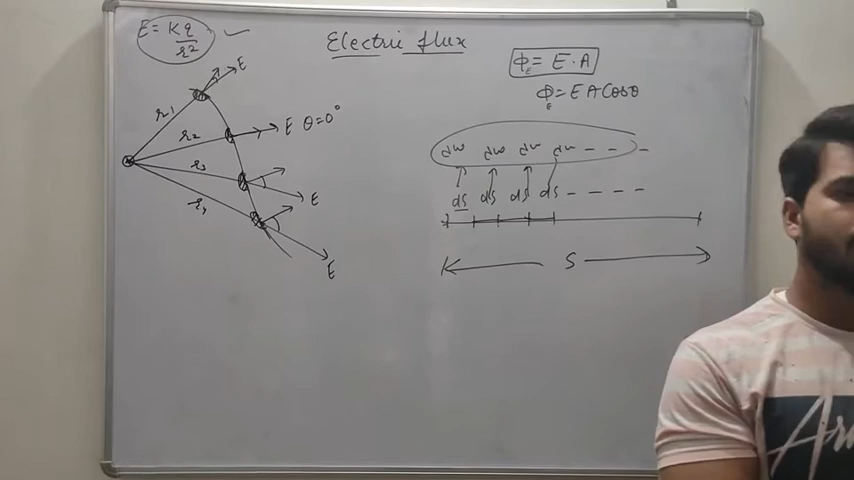 E = Kq
r²
Electric flux
Φ_E = E · A
Φ_E = E A Cosθ
r₁
E
r₂
E θ = 0°
r₃
E
r₄
E
dw dw dw dw - - - -
ds ds ds ds - - - -
S